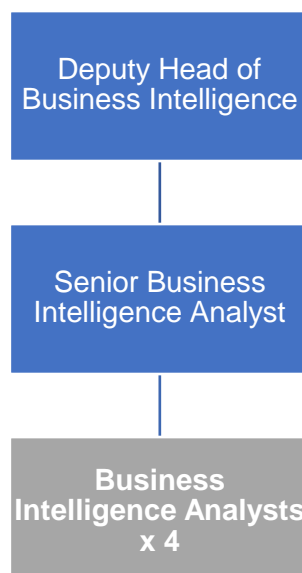 Deputy Head of
Business Intelligence
Senior Business
Intelligence Analyst
Business
Intelligence Analysts
x 4